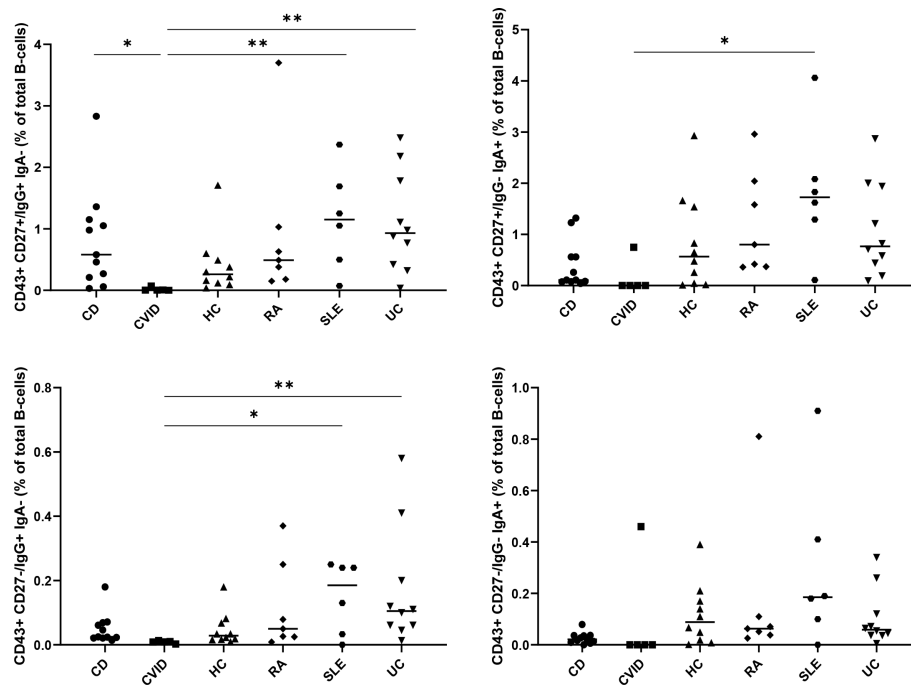 **
*
**
4
3
2
1
0
CD43+ CD27+/IgG+ IgA- (% of total B-cells)
CD
CVID
HC
RA
SLE
UC
*
5
4
3
2
1
0
CD43+ CD27+/IgG- IgA+ (% of total B-cells)
CD
CVID
HC
RA
SLE
UC
**
*
0.8
0.6
0.4
0.2
0.0
CD43+ CD27-/IgG+ IgA- (% of total B-cells)
CD
CVID
HC
RA
SLE
UC
1.0
0.8
0.6
0.4
0.2
0.0
CD43+ CD27-/IgG- IgA+ (% of total B-cells)
CD
CVID
HC
RA
SLE
UC